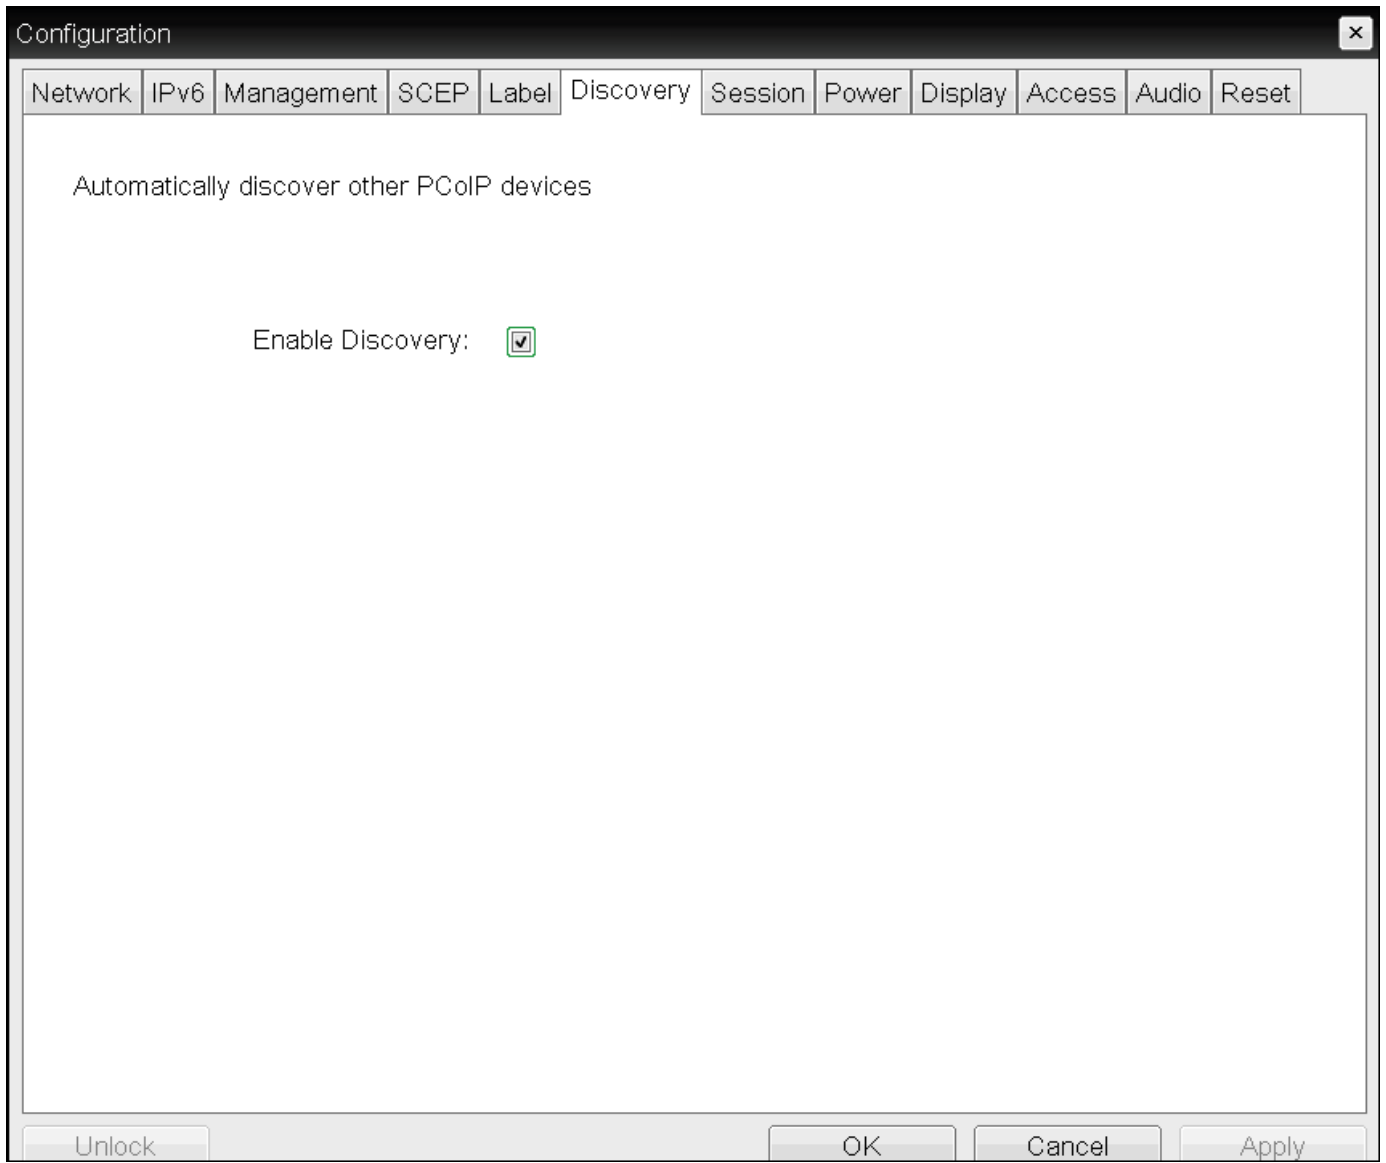 Configuration
Network IPv6 Management SCEP Label Discovery Session Power Display Access Audio Reset
Automatically discover other PCoIP devices
Enable Discovery:
Unlock OK Cancel Apply